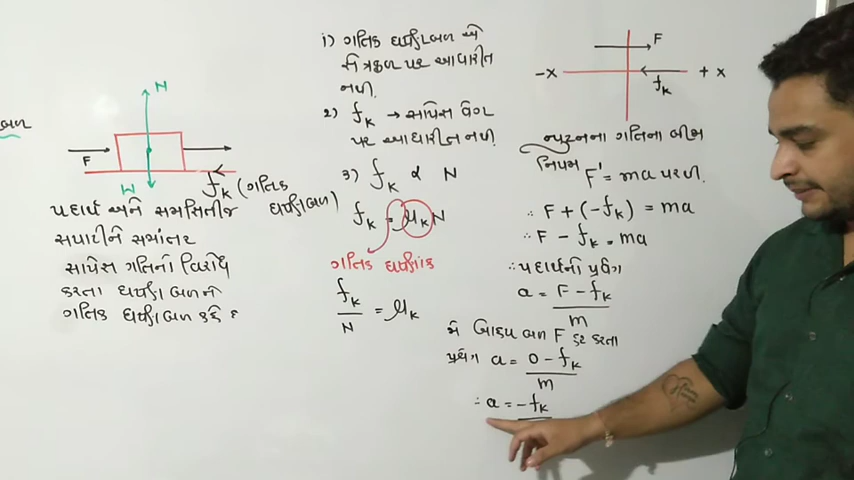 બળ
N
F
W
fK (ગતિક
ઘર્ષણબળ)
પદાર્થ અને સમક્ષિતીજ
સપાટીને સમાંતર
સાપેક્ષ ગતિનો વિરોધ
કરતા ઘર્ષણ બળને
ગતિક ઘર્ષણબળ કહે છે
i) ગતિક ઘર્ષણબળ એ
ક્ષેત્રફળ પર આધારીત
નથી.
2) fK → સાપેક્ષ વેગ
પર આધારીત નથી.
3) fK ∝ N
fK = μK N
ગતિક ઘર્ષણાંક
fK / N = μK
F
-X
+ X
fK
ન્યૂટનના ગતિના બીજા
નિયમ F' = ma પરથી.
∴ F + (-fK) = ma
∴ F - fK = ma
∴ પદાર્થનો પ્રવેગ
a = F - fK / m
જો બાહ્ય બળ F દૂર કરતા
પ્રવેગ a = 0 - fK / m
∴ a = -fK